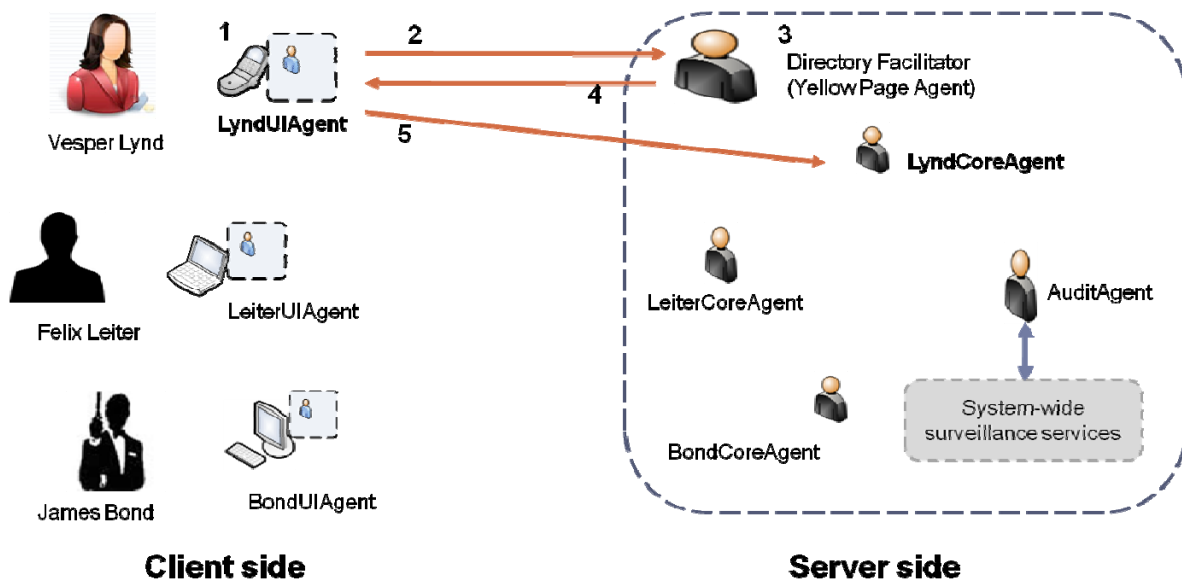 1
2
3
Directory Facilitator
(Yellow Page Agent)
4
LyndUIAgent
5
Vesper Lynd
LyndCoreAgent
LeiterUIAgent
LeiterCoreAgent
AuditAgent
Felix Leiter
System-wide
surveillance services
BondCoreAgent
BondUIAgent
James Bond
Client side
Server side